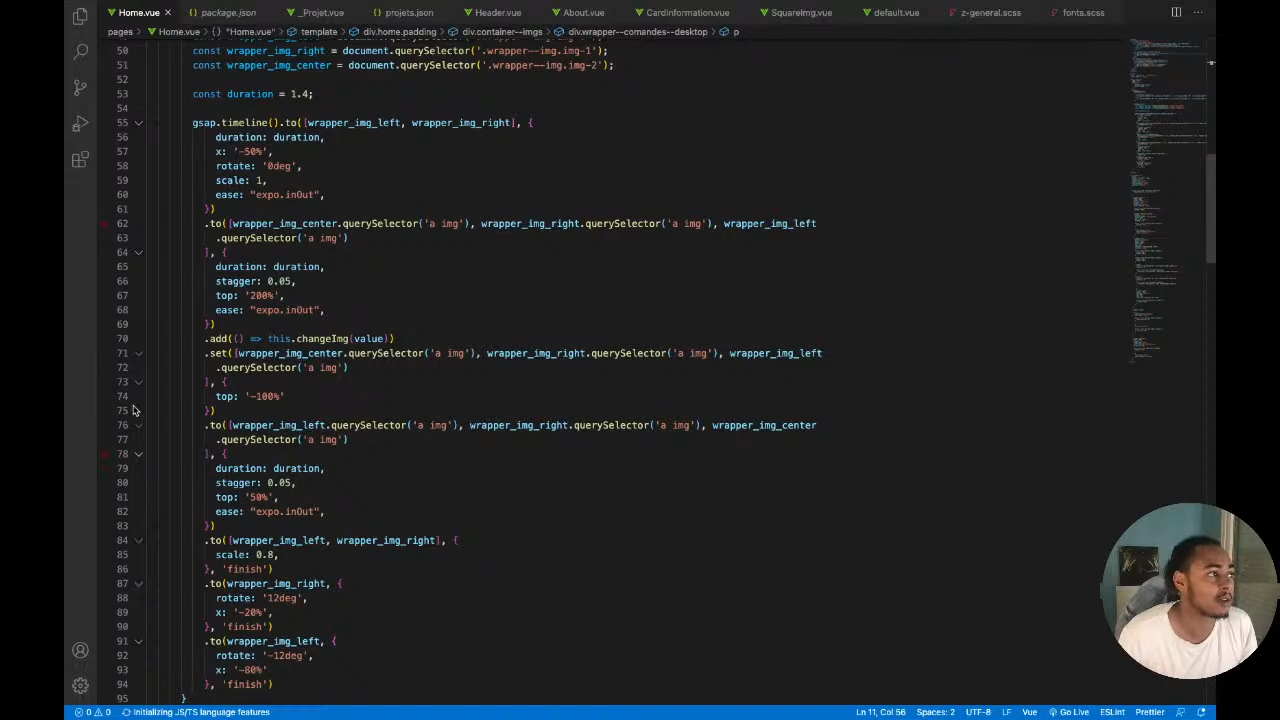 Home.vue
package.json
_Projet.vue
projets.json
Header.vue
About.vue
CardInformation.vue
SquareImg.vue
default.vue
z-general.scss
fonts.scss
pages > Home.vue > {} "Home.vue" > template > div.home.padding > div.container--imgs > div.wrapper--comandes--desktop > p
50 const wrapper_img_right = document.querySelector('.wrapper--img.img-1');
51 const wrapper_img_center = document.querySelector('.wrapper--img.img-2');
52
53 const duration = 1.4;
54
55 gsap.timeline().to([wrapper_img_left, wrapper_img_right], {
56 duration: duration,
57 x: '-50%',
58 rotate: '0deg',
59 scale: 1,
60 ease: "expo.inOut",
61 })
62 .to([wrapper_img_center.querySelector('a img'), wrapper_img_right.querySelector('a img'), wrapper_img_left
63 .querySelector('a img')
64 ], {
65 duration: duration,
66 stagger: 0.05,
67 top: '200%',
68 ease: "expo.inOut",
69 })
70 .add(() => this.changeImg(value))
71 .set([wrapper_img_center.querySelector('a img'), wrapper_img_right.querySelector('a img'), wrapper_img_left
72 .querySelector('a img')
73 ], {
74 top: '-100%'
75 })
76 .to([wrapper_img_left.querySelector('a img'), wrapper_img_right.querySelector('a img'), wrapper_img_center
77 .querySelector('a img')
78 ], {
79 duration: duration,
80 stagger: 0.05,
81 top: '50%',
82 ease: "expo.inOut",
83 })
84 .to([wrapper_img_left, wrapper_img_right], {
85 scale: 0.8,
86 }, 'finish')
87 .to(wrapper_img_right, {
88 rotate: '12deg',
89 x: '-20%',
90 }, 'finish')
91 .to(wrapper_img_left, {
92 rotate: '-12deg',
93 x: '-80%'
94 }, 'finish')
95 }
0 0 Initializing JS/TS language features Ln 11, Col 56 Spaces: 2 UTF-8 LF Vue Go Live ESLint Prettier